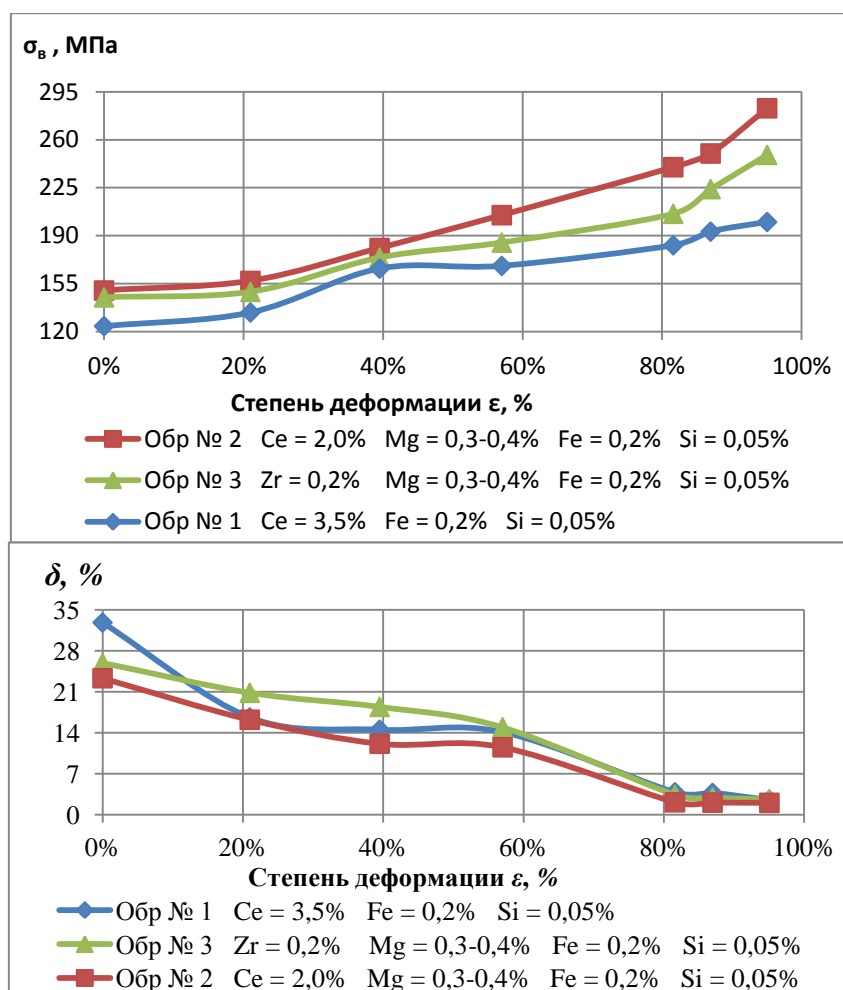 σв , МПа
295
260
225
190
155
120
0% 20% 40% 60% 80% 100%
Степень деформации ε, %
Обр № 2 Ce = 2,0% Mg = 0,3-0,4% Fe = 0,2% Si = 0,05%
Обр № 3 Zr = 0,2% Mg = 0,3-0,4% Fe = 0,2% Si = 0,05%
Обр № 1 Ce = 3,5% Fe = 0,2% Si = 0,05%
δ, %
35
28
21
14
7
0
0% 20% 40% 60% 80% 100%
Степень деформации ε, %
Обр № 1 Ce = 3,5% Fe = 0,2% Si = 0,05%
Обр № 3 Zr = 0,2% Mg = 0,3-0,4% Fe = 0,2% Si = 0,05%
Обр № 2 Ce = 2,0% Mg = 0,3-0,4% Fe = 0,2% Si = 0,05%